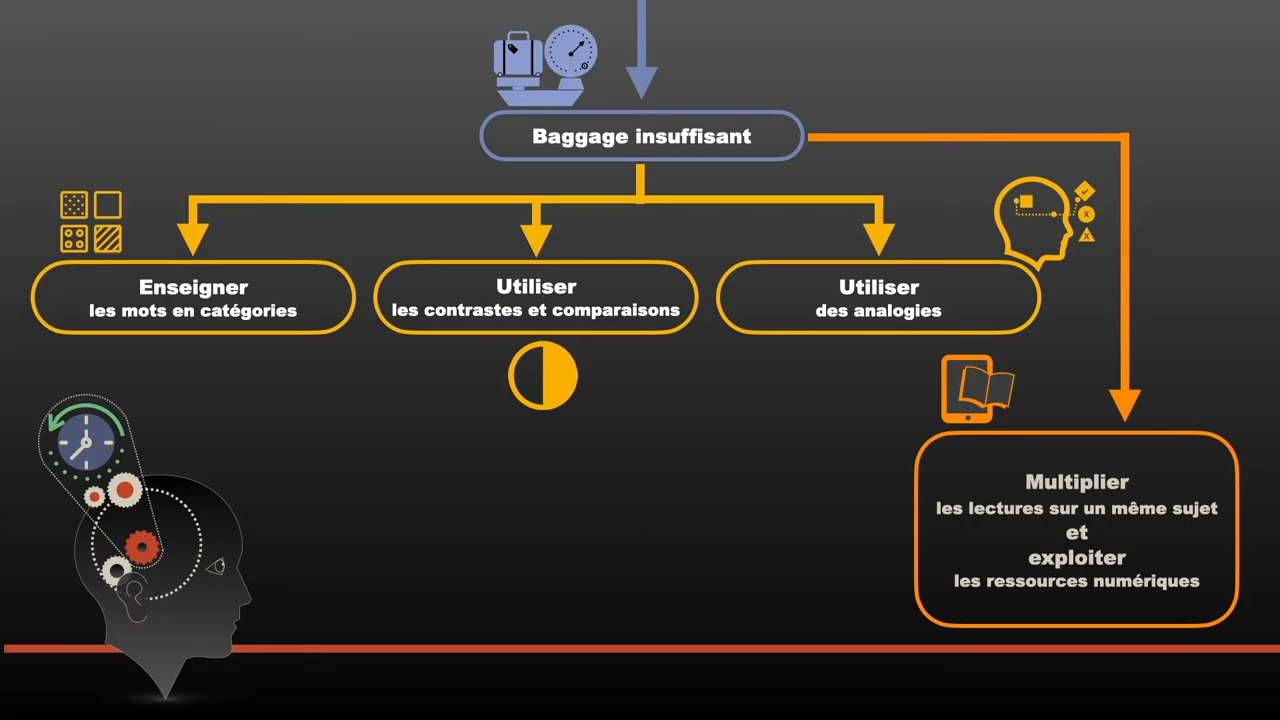 Baggage insuffisant
Enseigner
les mots en catégories
Utiliser
les contrastes et comparaisons
Utiliser
des analogies
Multiplier
les lectures sur un même sujet
et
exploiter
les ressources numériques